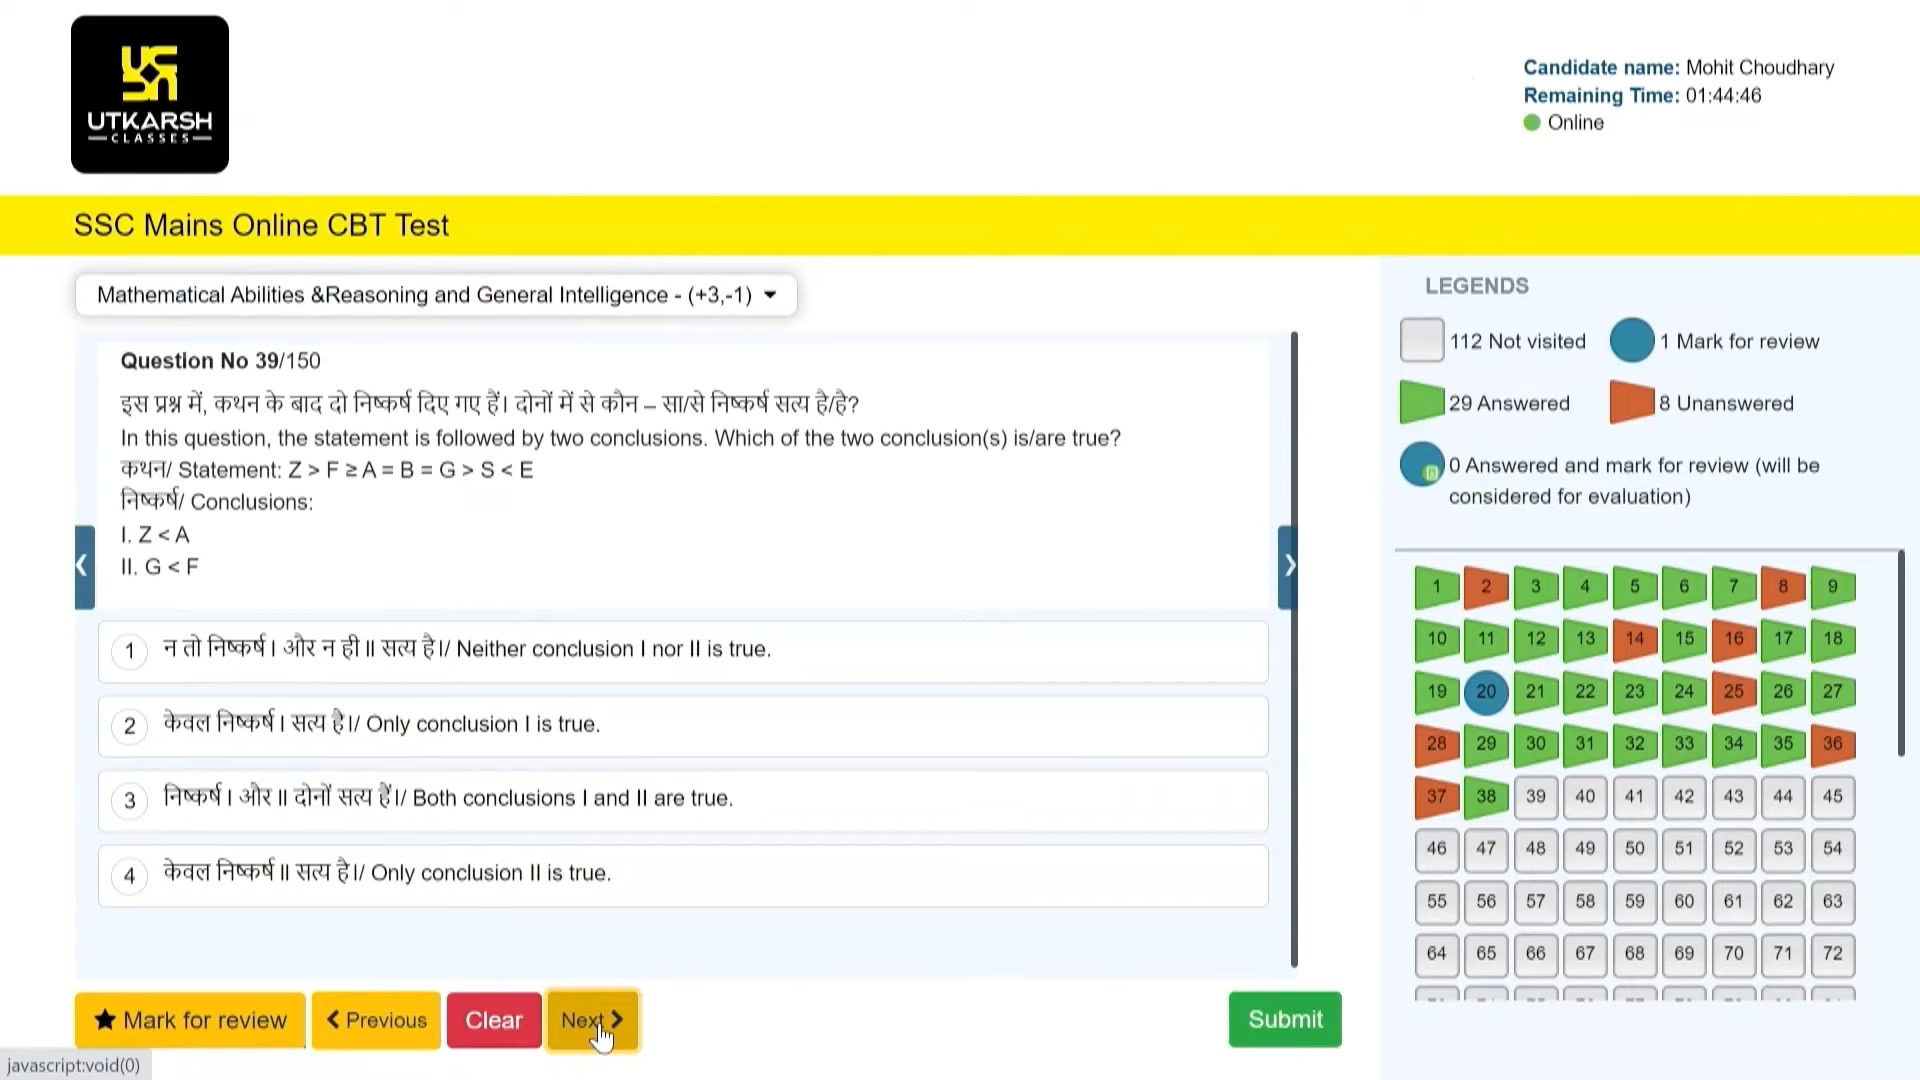 UTKARSH
CLASSES
Candidate name: Mohit Choudhary
Remaining Time: 01:44:46
Online
SSC Mains Online CBT Test
Mathematical Abilities &Reasoning and General Intelligence - (+3,-1)
Question No 39/150
इस प्रश्न में, कथन के बाद दो निष्कर्ष दिए गए हैं। दोनों में से कौन – सा/से निष्कर्ष सत्य है/है?
In this question, the statement is followed by two conclusions. Which of the two conclusion(s) is/are true?
कथन/ Statement: Z > F ≥ A = B = G > S < E
निष्कर्ष/ Conclusions:
I. Z < A
II. G < F
1 न तो निष्कर्ष I और न ही II सत्य है।/ Neither conclusion I nor II is true.
2 केवल निष्कर्ष I सत्य है।/ Only conclusion I is true.
3 निष्कर्ष I और II दोनों सत्य हैं।/ Both conclusions I and II are true.
4 केवल निष्कर्ष II सत्य है।/ Only conclusion II is true.
Mark for review Previous Clear Next Submit
javascript:void(0)
LEGENDS
112 Not visited 1 Mark for review
29 Answered 8 Unanswered
0 Answered and mark for review (will be
considered for evaluation)
1 2 3 4 5 6 7 8 9
10 11 12 13 14 15 16 17 18
19 20 21 22 23 24 25 26 27
28 29 30 31 32 33 34 35 36
37 38 39 40 41 42 43 44 45
46 47 48 49 50 51 52 53 54
55 56 57 58 59 60 61 62 63
64 65 66 67 68 69 70 71 72